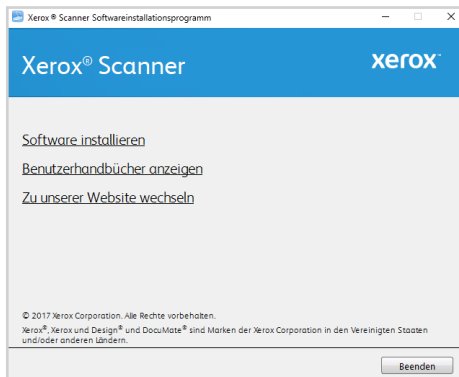 Xerox ® Scanner Softwareinstallationsprogramm
Xerox® Scanner
xerox™
Software installieren
Benutzerhandbücher anzeigen
Zu unserer Website wechseln
© 2017 Xerox Corporation. Alle Rechte vorbehalten.
Xerox®, Xerox und Design® und DocuMate® sind Marken der Xerox Corporation in den Vereinigten Staaten
und/oder anderen Ländern.
Beenden